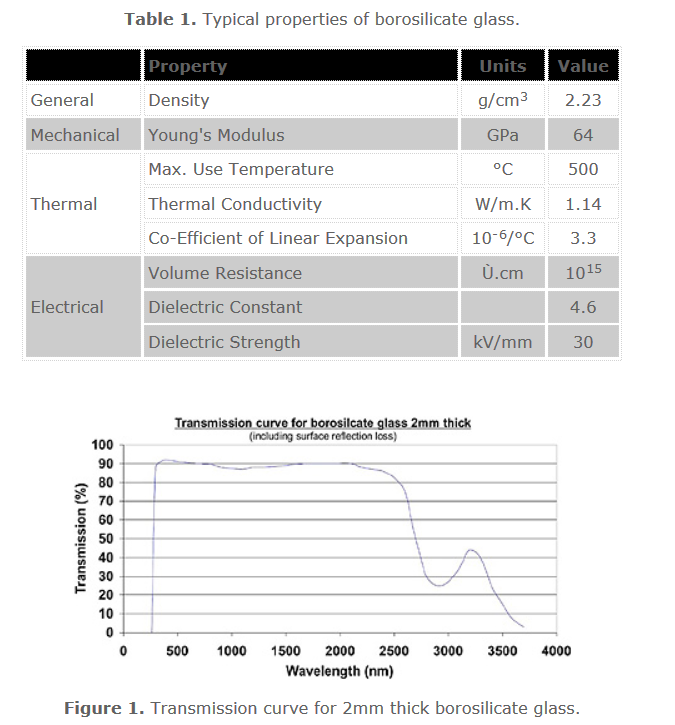 Table 1. Typical properties of borosilicate glass.
Property Units Value
General Density g/cm³ 2.23
Mechanical Young's Modulus GPa 64
Max. Use Temperature °C 500
Thermal Thermal Conductivity W/m.K 1.14
Co-Efficient of Linear Expansion 10⁻⁶/°C 3.3
Volume Resistance Ù.cm 10¹⁵
Electrical Dielectric Constant 4.6
Dielectric Strength kV/mm 30
Transmission curve for borosilcate glass 2mm thick
(including surface reflection loss)
100
90
80
70
60
50
40
30
20
10
0
Transmission (%)
0 500 1000 1500 2000 2500 3000 3500 4000
Wavelength (nm)
Figure 1. Transmission curve for 2mm thick borosilicate glass.